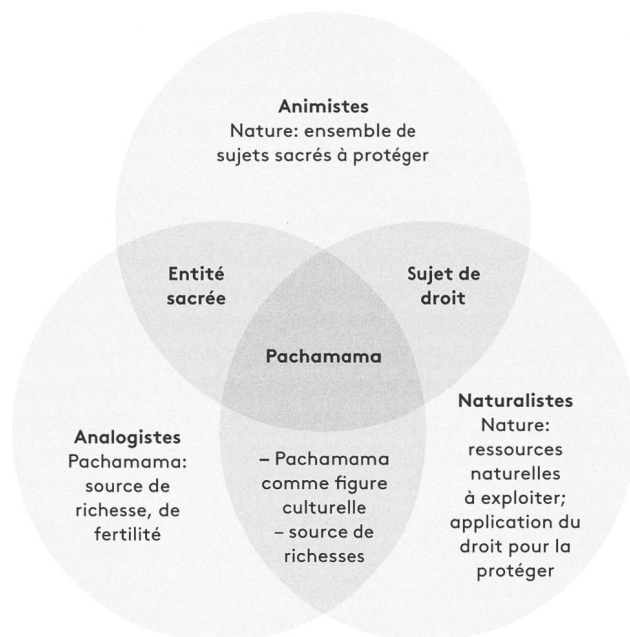 Animistes
Nature: ensemble de
sujets sacrés à protéger
Entité
sacrée
Sujet de
droit
Pachamama
Analogistes
Pachamama:
source de
richesse, de
fertilité
– Pachamama
comme figure
culturelle
– source de
richesses
Naturalistes
Nature:
ressources
naturelles
à exploiter;
application du
droit pour la
protéger